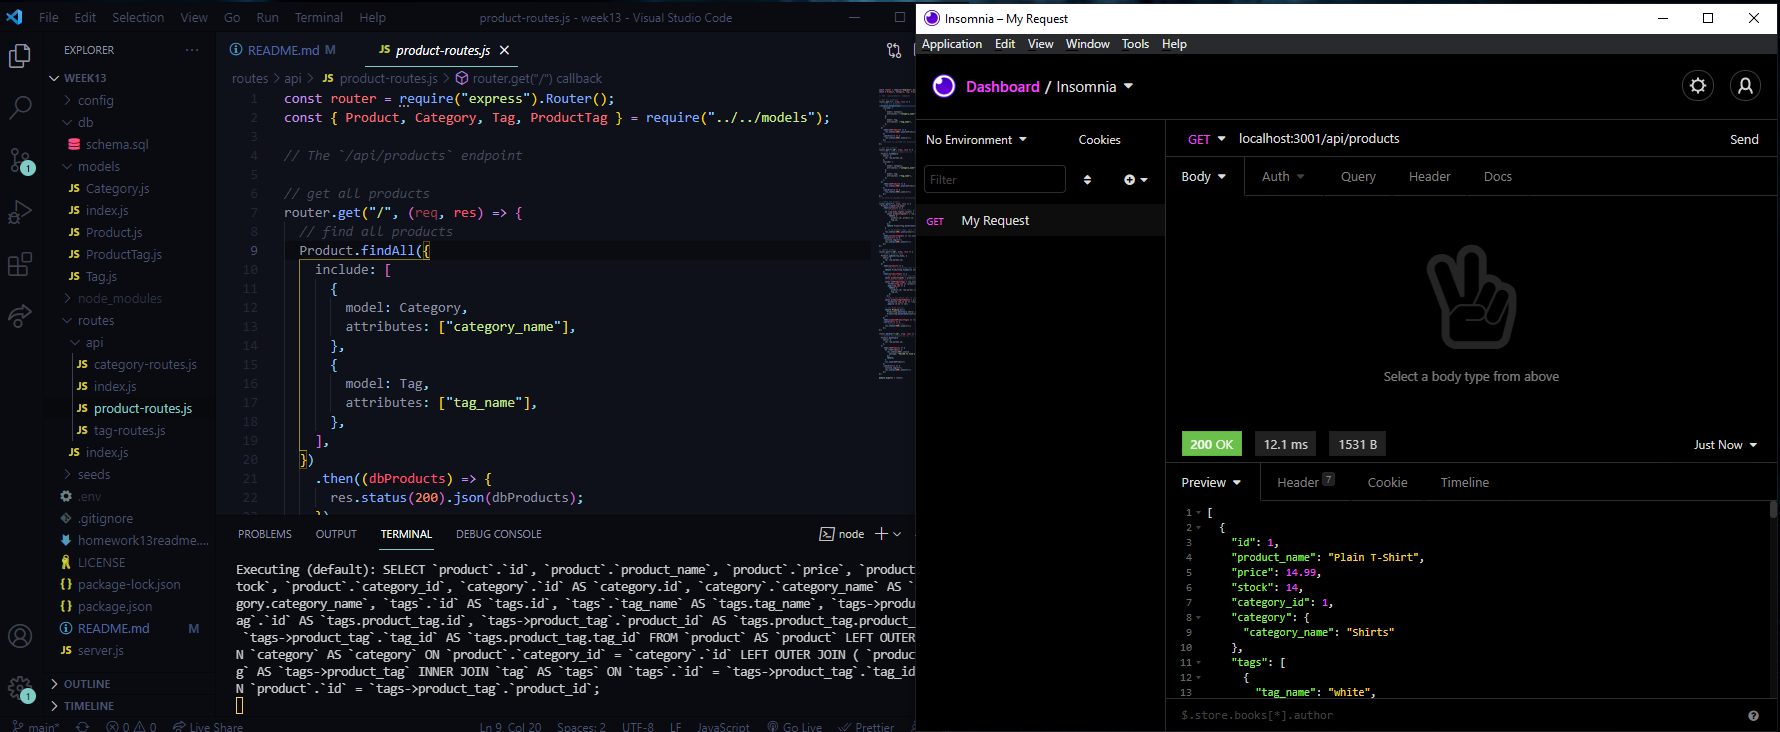 File Edit Selection View Go Run Terminal Help
product-routes.js - week13 - Visual Studio Code
EXPLORER
WEEK13
config
db
schema.sql
models
JS Category.js
JS index.js
JS Product.js
JS ProductTag.js
JS Tag.js
node_modules
routes
api
JS category-routes.js
JS index.js
JS product-routes.js
JS tag-routes.js
JS index.js
seeds
.env
.gitignore
homework13readme....
LICENSE
{} package-lock.json
{} package.json
README.md M
JS server.js
OUTLINE
TIMELINE
1
1
README.md M
JS product-routes.js
routes > api > JS product-routes.js > router.get("/") callback
1 const router = require("express").Router();
2 const { Product, Category, Tag, ProductTag } = require("../../models");
3
4 // The `/api/products` endpoint
5
6 // get all products
7 router.get("/", (req, res) => {
8 // find all products
9 Product.findAll({
10 include: [
11 {
12 model: Category,
13 attributes: ["category_name"],
14 },
15 {
16 model: Tag,
17 attributes: ["tag_name"],
18 },
19 ],
20 })
21 .then((dbProducts) => {
22 res.status(200).json(dbProducts);
PROBLEMS OUTPUT TERMINAL DEBUG CONSOLE
node
Executing (default): SELECT `product`.`id`, `product`.`product_name`, `product`.`price`, `product
tock`, `product`.`category_id`, `category`.`id` AS `category.id`, `category`.`category_name` AS `
gory.category_name`, `tags`.`id` AS `tags.id`, `tags`.`tag_name` AS `tags.tag_name`, `tags->produ
ag`.`id` AS `tags.product_tag.id`, `tags->product_tag`.`product_id` AS `tags.product_tag.product_
`tags->product_tag`.`tag_id` AS `tags.product_tag.tag_id` FROM `product` AS `product` LEFT OUTER
N `category` AS `category` ON `product`.`category_id` = `category`.`id` LEFT OUTER JOIN ( `produc
g` AS `tags->product_tag` INNER JOIN `tag` AS `tags` ON `tags`.`id` = `tags->product_tag`.`tag_id
N `product`.`id` = `tags->product_tag`.`product_id`;
main* 0 0 Live Share Ln 9, Col 20 Spaces: 2 UTF-8 LF JavaScript Go Live Prettier
Insomnia – My Request
Application Edit View Window Tools Help
Dashboard / Insomnia
No Environment Cookies
Filter
GET My Request
GET localhost:3001/api/products Send
Body Auth Query Header Docs
Select a body type from above
200 OK 12.1 ms 1531 B Just Now
Preview Header 7 Cookie Timeline
1 [
2 {
3 "id": 1,
4 "product_name": "Plain T-Shirt",
5 "price": 14.99,
6 "stock": 14,
7 "category_id": 1,
8 "category": {
9 "category_name": "Shirts"
10 },
11 "tags": [
12 {
13 "tag_name": "white",
$.store.books[*].author